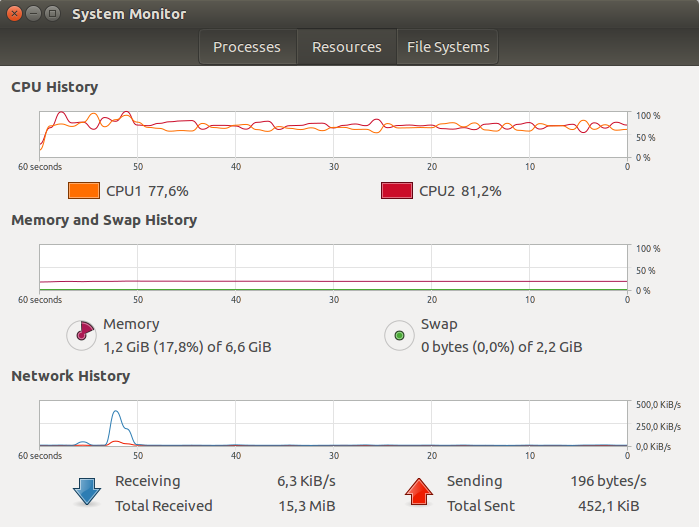 System Monitor
Processes Resources File Systems
CPU History
100 %
50 %
0 %
60 seconds 50 40 30 20 10 0
CPU1 77,6% CPU2 81,2%
Memory and Swap History
100 %
50 %
0 %
60 seconds 50 40 30 20 10 0
Memory Swap
1,2 GiB (17,8%) of 6,6 GiB 0 bytes (0,0%) of 2,2 GiB
Network History
500,0 KiB/s
250,0 KiB/s
0,0 KiB/s
60 seconds 50 40 30 20 10 0
Receiving 6,3 KiB/s Sending 196 bytes/s
Total Received 15,3 MiB Total Sent 452,1 KiB